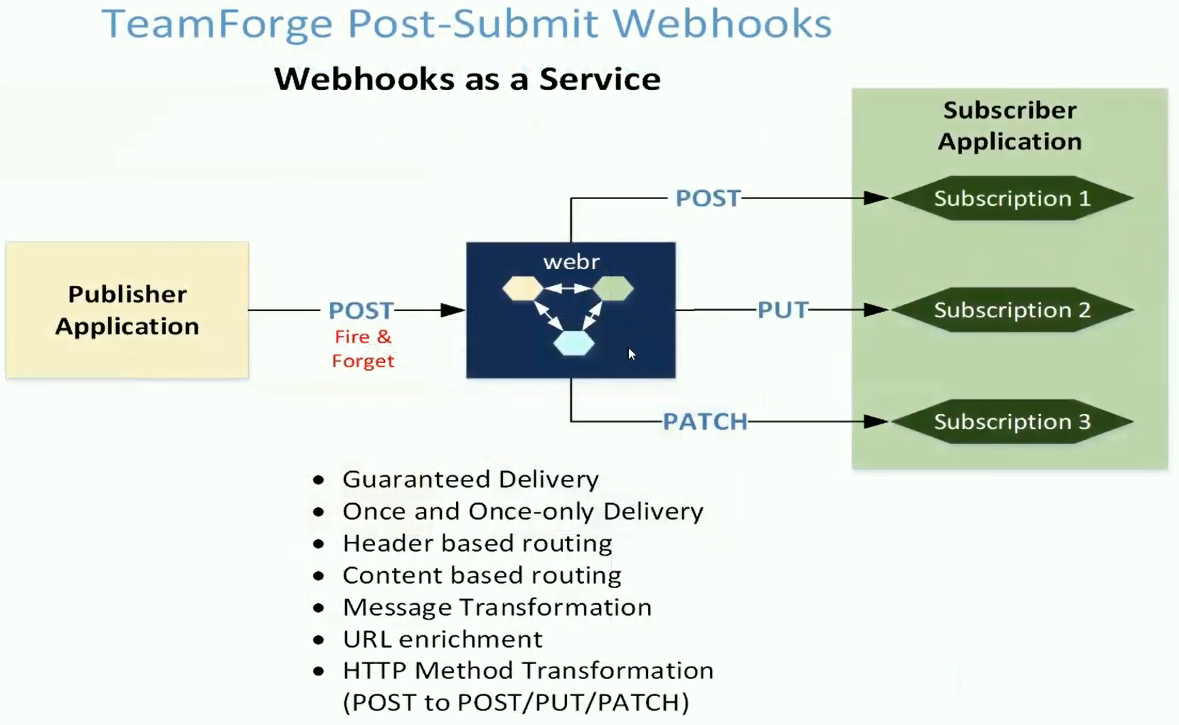 TeamForge Post-Submit Webhooks
Webhooks as a Service
Subscriber
Application
POST
Subscription 1
webr
Publisher
Application
POST
Fire &
Forget
PUT
Subscription 2
PATCH
Subscription 3
• Guaranteed Delivery
• Once and Once-only Delivery
• Header based routing
• Content based routing
• Message Transformation
• URL enrichment
• HTTP Method Transformation
(POST to POST/PUT/PATCH)